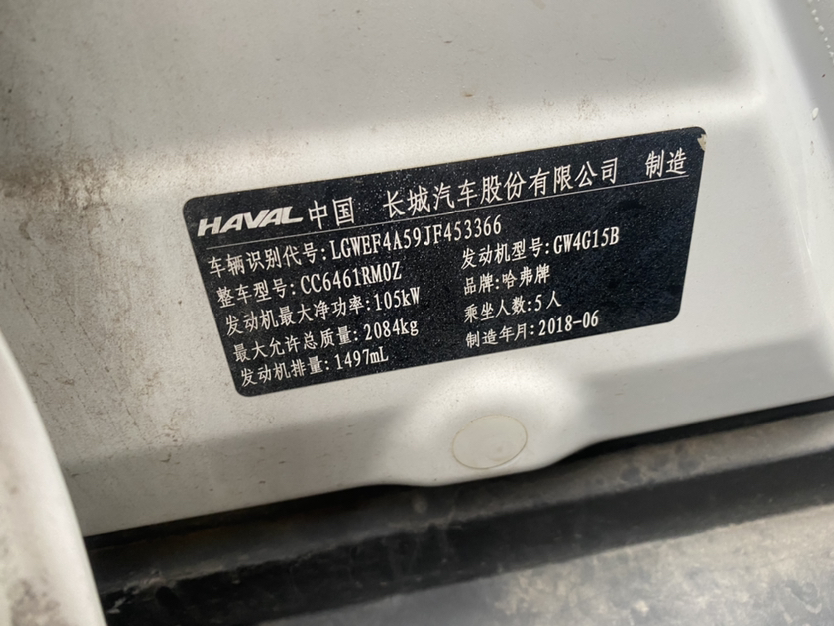 HAVAL 中国 长城汽车股份有限公司 制造
车辆识别代号:LGWEF4A59JF453366
整车型号:CC6461RM0Z 发动机型号:GW4G15B
发动机最大净功率:105kW 品牌:哈弗牌
最大允许总质量:2084kg 乘坐人数:5人
发动机排量:1497mL 制造年月:2018-06